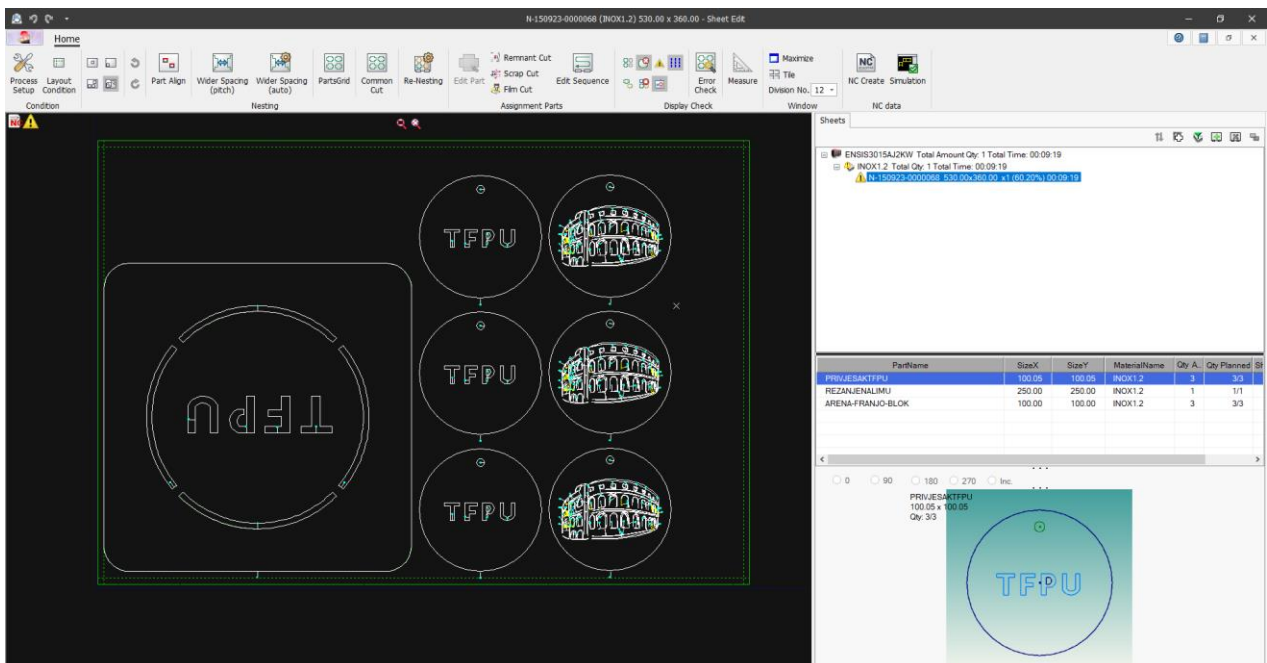 N-150923-0000068 (INOX1.2) 530.00 x 360.00 - Sheet Edit
Home
Process Setup
Layout Condition
Part Align
Wider Spacing (pitch)
Wider Spacing (auto)
PartsGrid
Common Cut
Re-Nesting
Edit Part
Remnant Cut
Scrap Cut
Film Cut
Edit Sequence
Error Check
Measure
Maximize
Tile
Division No. 12
NC
NC Create
Simulation
Condition
Nesting
Assignment Parts
Display Check
Window
NC data
Sheets
ENSIS3015AJ2KW Total Amount Qty: 1 Total Time: 00:09:19
INOX1.2 Total Qty: 1 Total Time: 00:09:19
N-150923-0000068 530.00x360.00 x1 (60.20%) 00:09:19
TFPU
TFPU
TFPU
TFPU
PartName SizeX SizeY MaterialName Qty A.. Qty Planned
PRIVJESAKTFPU 100.05 100.05 INOX1.2 3 3/3
REZANJENALIMU 250.00 250.00 INOX1.2 1 1/1
ARENA-FRANJO-BLOK 100.00 100.00 INOX1.2 3 3/3
0 90 180 270 Inc.
PRIVJESAKTFPU
100.05 x 100.05
Qty: 3/3
TFPU
D